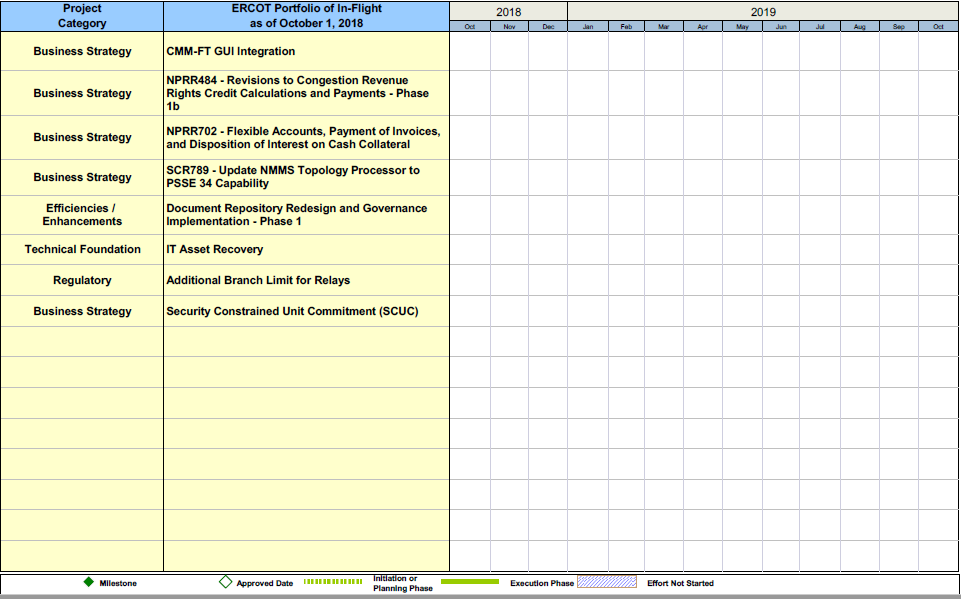 Project
Category
ERCOT Portfolio of In-Flight
as of October 1, 2018
2018
2019
Oct Nov Dec Jan Feb Mar Apr May Jun Jul Aug Sep Oct
Business Strategy
CMM-FT GUI Integration
Business Strategy
NPRR484 - Revisions to Congestion Revenue
Rights Credit Calculations and Payments - Phase
1b
Business Strategy
NPRR702 - Flexible Accounts, Payment of Invoices,
and Disposition of Interest on Cash Collateral
Business Strategy
SCR789 - Update NMMS Topology Processor to
PSSE 34 Capability
Efficiencies /
Enhancements
Document Repository Redesign and Governance
Implementation - Phase 1
Technical Foundation
IT Asset Recovery
Regulatory
Additional Branch Limit for Relays
Business Strategy
Security Constrained Unit Commitment (SCUC)
Milestone
Approved Date
Initiation or
Planning Phase
Execution Phase
Effort Not Started